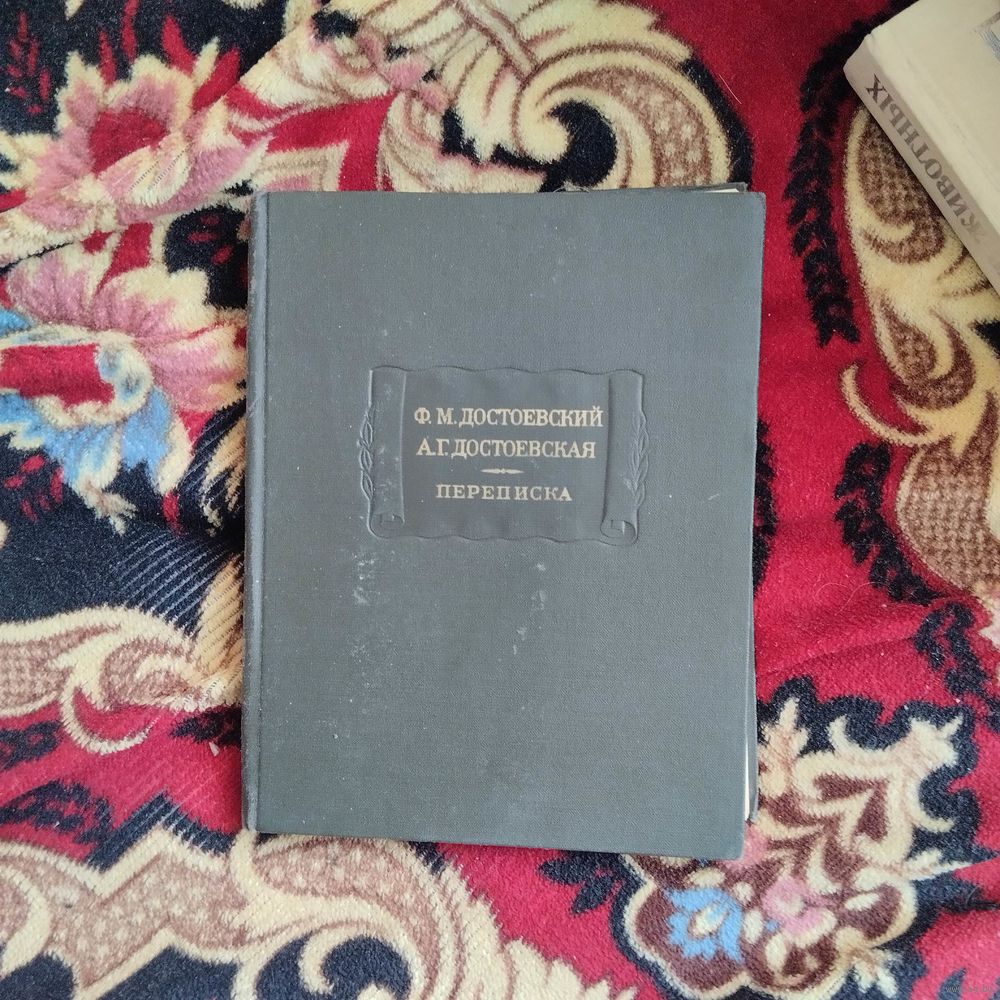 Ф. М. ДОСТОЕВСКИЙ
А. Г. ДОСТОЕВСКАЯ
ПЕРЕПИСКА
ЖИВОТНЫХ